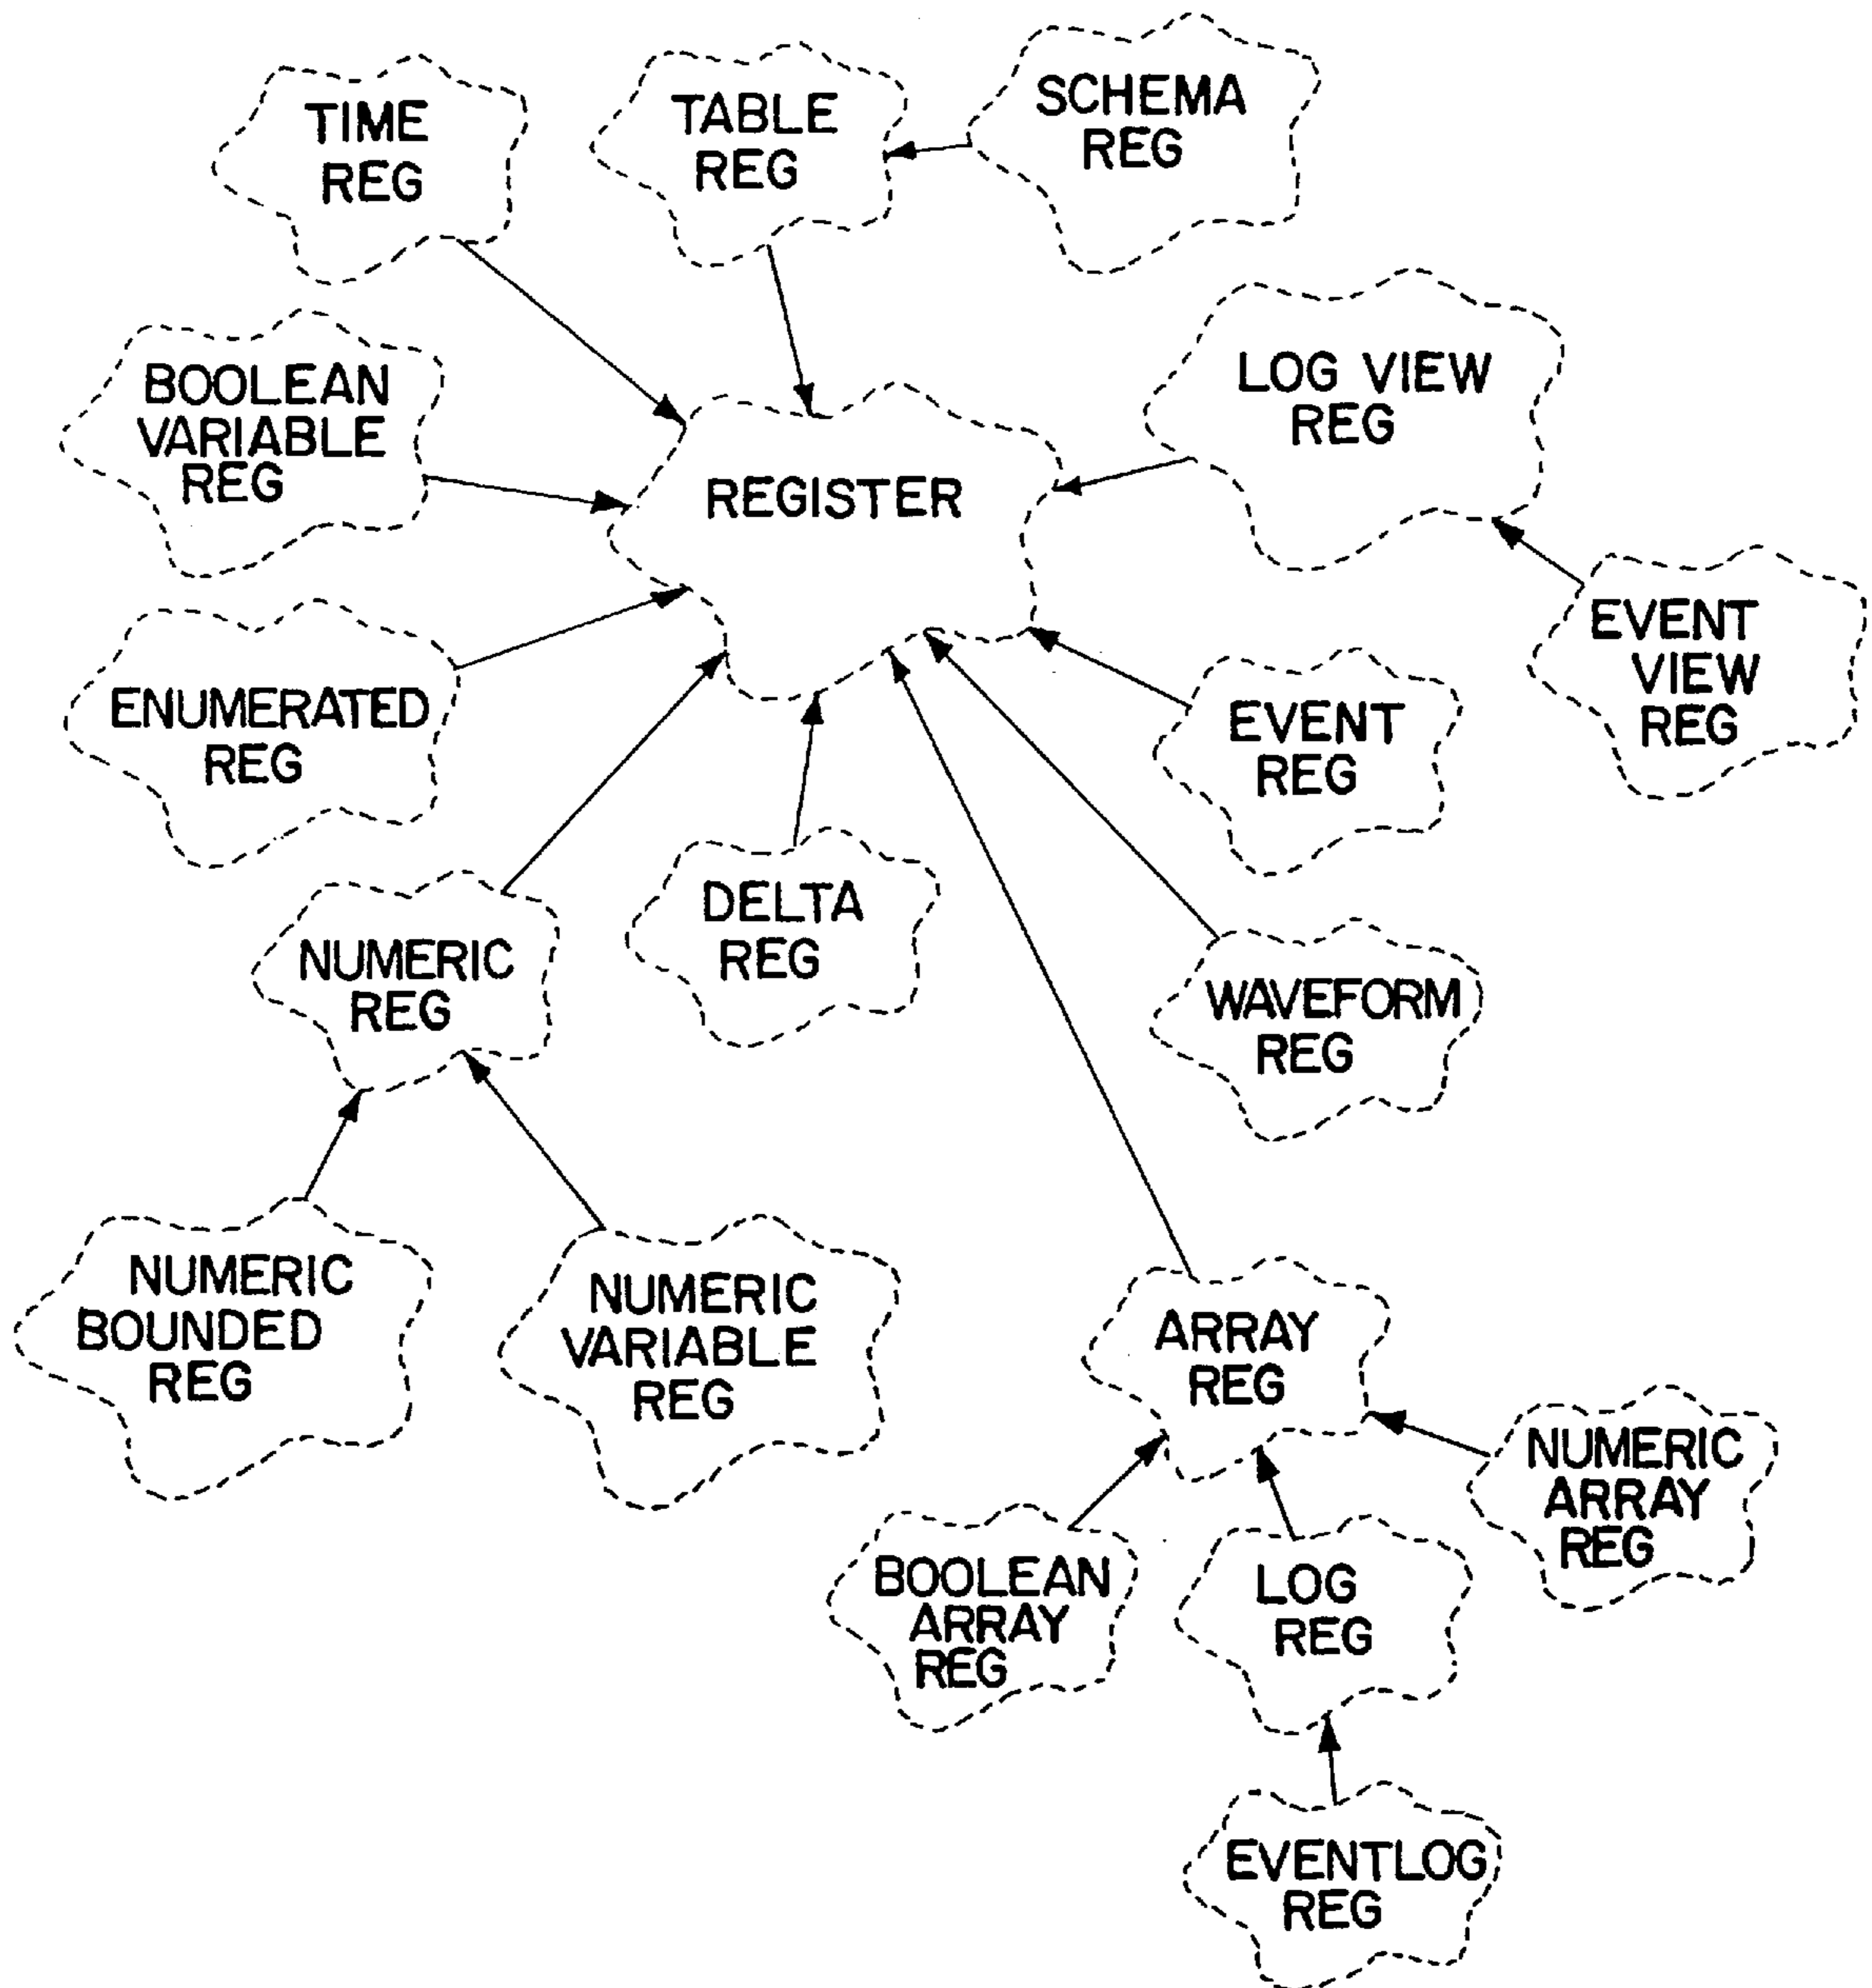 TIME
REG
TABLE
REG
SCHEMA
REG
BOOLEAN
VARIABLE
REG
REGISTER
LOG VIEW
REG
ENUMERATED
REG
EVENT
REG
EVENT
VIEW
REG
NUMERIC
REG
DELTA
REG
WAVEFORM
REG
NUMERIC
BOUNDED
REG
NUMERIC
VARIABLE
REG
ARRAY
REG
BOOLEAN
ARRAY
REG
LOG
REG
NUMERIC
ARRAY
REG
EVENTLOG
REG